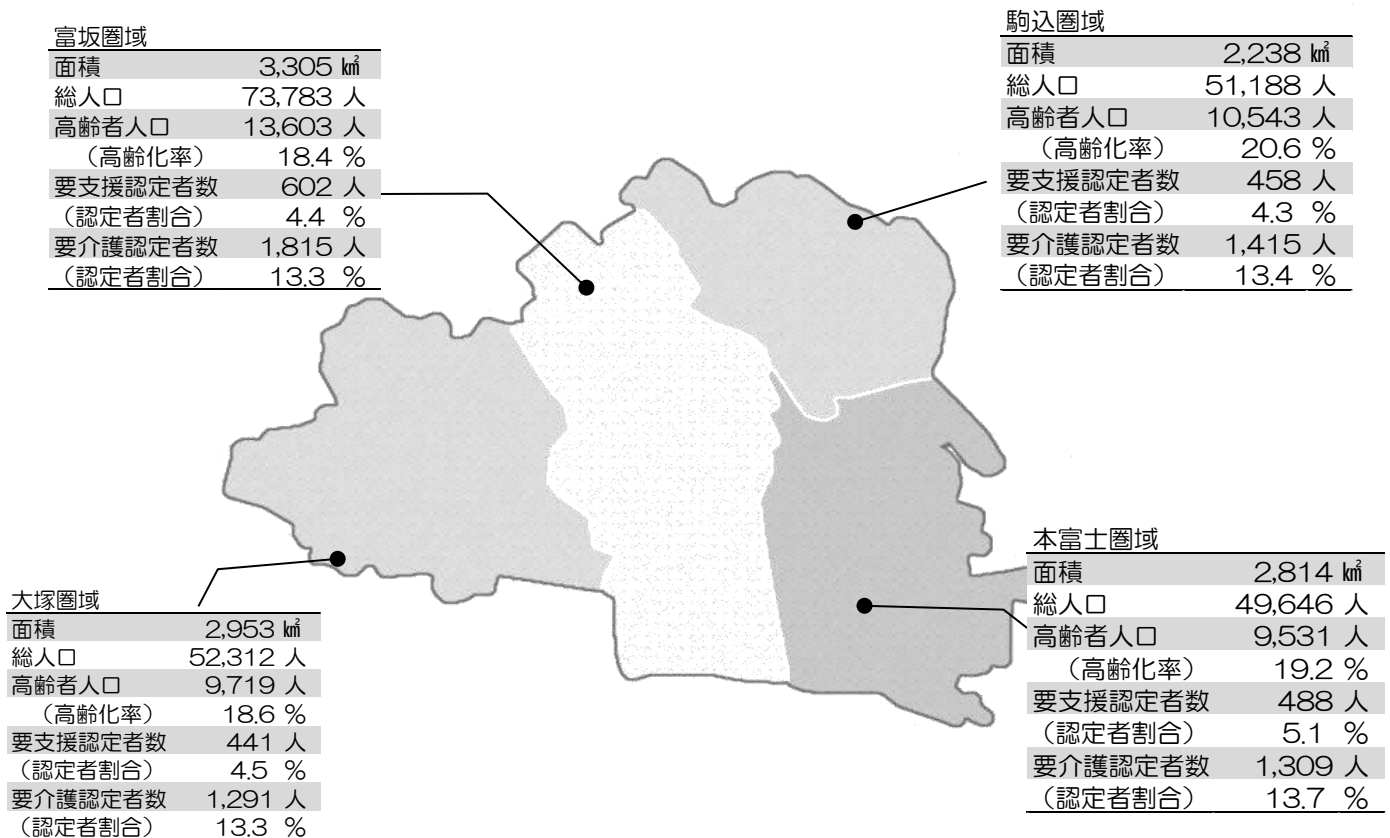 富坂圏域
面積 3,305 ㎢
総人口 73,783 人
高齢者人口 13,603 人
（高齢化率） 18.4 %
要支援認定者数 602 人
（認定者割合） 4.4 %
要介護認定者数 1,815 人
（認定者割合） 13.3 %
駒込圏域
面積 2,238 ㎢
総人口 51,188 人
高齢者人口 10,543 人
（高齢化率） 20.6 %
要支援認定者数 458 人
（認定者割合） 4.3 %
要介護認定者数 1,415 人
（認定者割合） 13.4 %
大塚圏域
面積 2,953 ㎢
総人口 52,312 人
高齢者人口 9,719 人
（高齢化率） 18.6 %
要支援認定者数 441 人
（認定者割合） 4.5 %
要介護認定者数 1,291 人
（認定者割合） 13.3 %
本富士圏域
面積 2,814 ㎢
総人口 49,646 人
高齢者人口 9,531 人
（高齢化率） 19.2 %
要支援認定者数 488 人
（認定者割合） 5.1 %
要介護認定者数 1,309 人
（認定者割合） 13.7 %